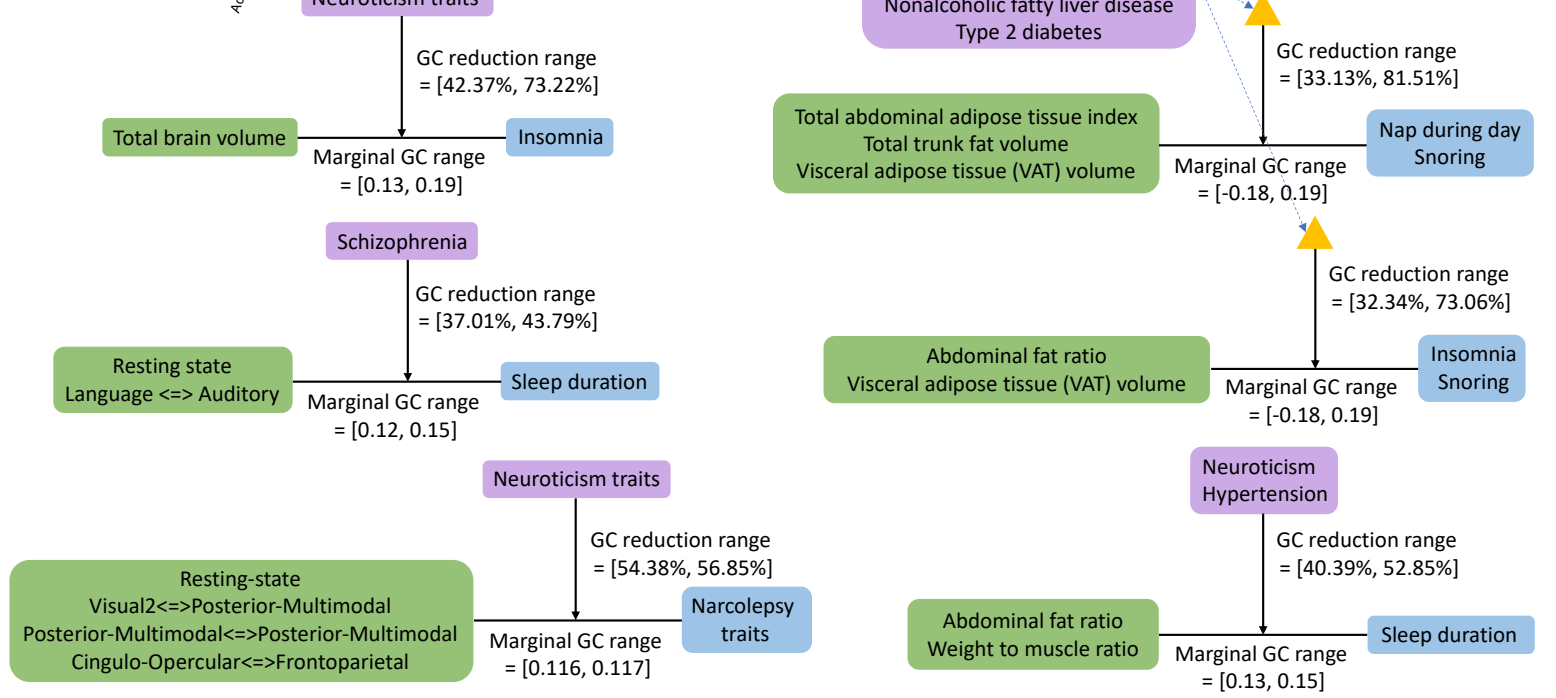 Neuroticism traits
GC reduction range
= [42.37%, 73.22%]
Total brain volume
Insomnia
Marginal GC range
= [0.13, 0.19]
Schizophrenia
GC reduction range
= [37.01%, 43.79%]
Resting state
Language <=> Auditory
Sleep duration
Marginal GC range
= [0.12, 0.15]
Neuroticism traits
GC reduction range
= [54.38%, 56.85%]
Resting-state
Visual2<=>Posterior-Multimodal
Posterior-Multimodal<=>Posterior-Multimodal
Cingulo-Opercular<=>Frontoparietal
Narcolepsy
traits
Marginal GC range
= [0.116, 0.117]
Nonalcoholic fatty liver disease
Type 2 diabetes
GC reduction range
= [33.13%, 81.51%]
Total abdominal adipose tissue index
Total trunk fat volume
Visceral adipose tissue (VAT) volume
Nap during day
Snoring
Marginal GC range
= [-0.18, 0.19]
GC reduction range
= [32.34%, 73.06%]
Abdominal fat ratio
Visceral adipose tissue (VAT) volume
Insomnia
Snoring
Marginal GC range
= [-0.18, 0.19]
Neuroticism
Hypertension
GC reduction range
= [40.39%, 52.85%]
Abdominal fat ratio
Weight to muscle ratio
Sleep duration
Marginal GC range
= [0.13, 0.15]